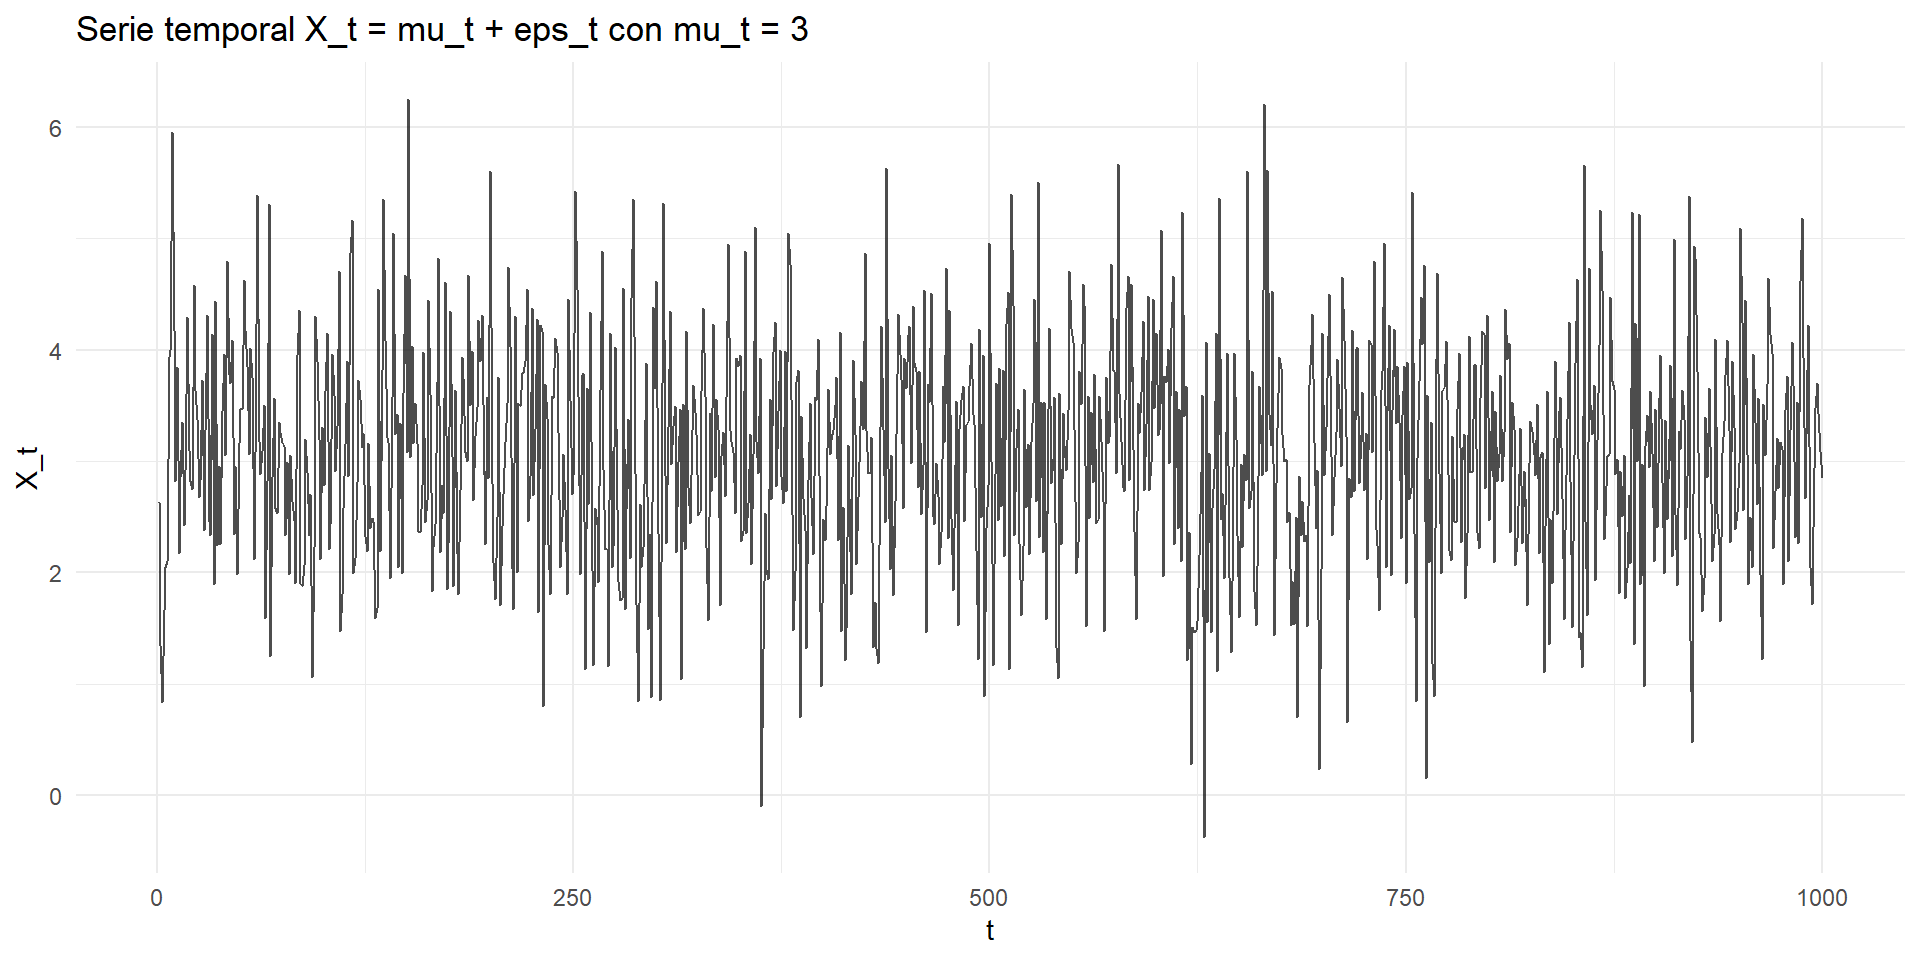 Serie temporal X_t = mu_t + eps_t con mu_t = 3
6
4
2
0
X_t
0 250 500 750 1000
t